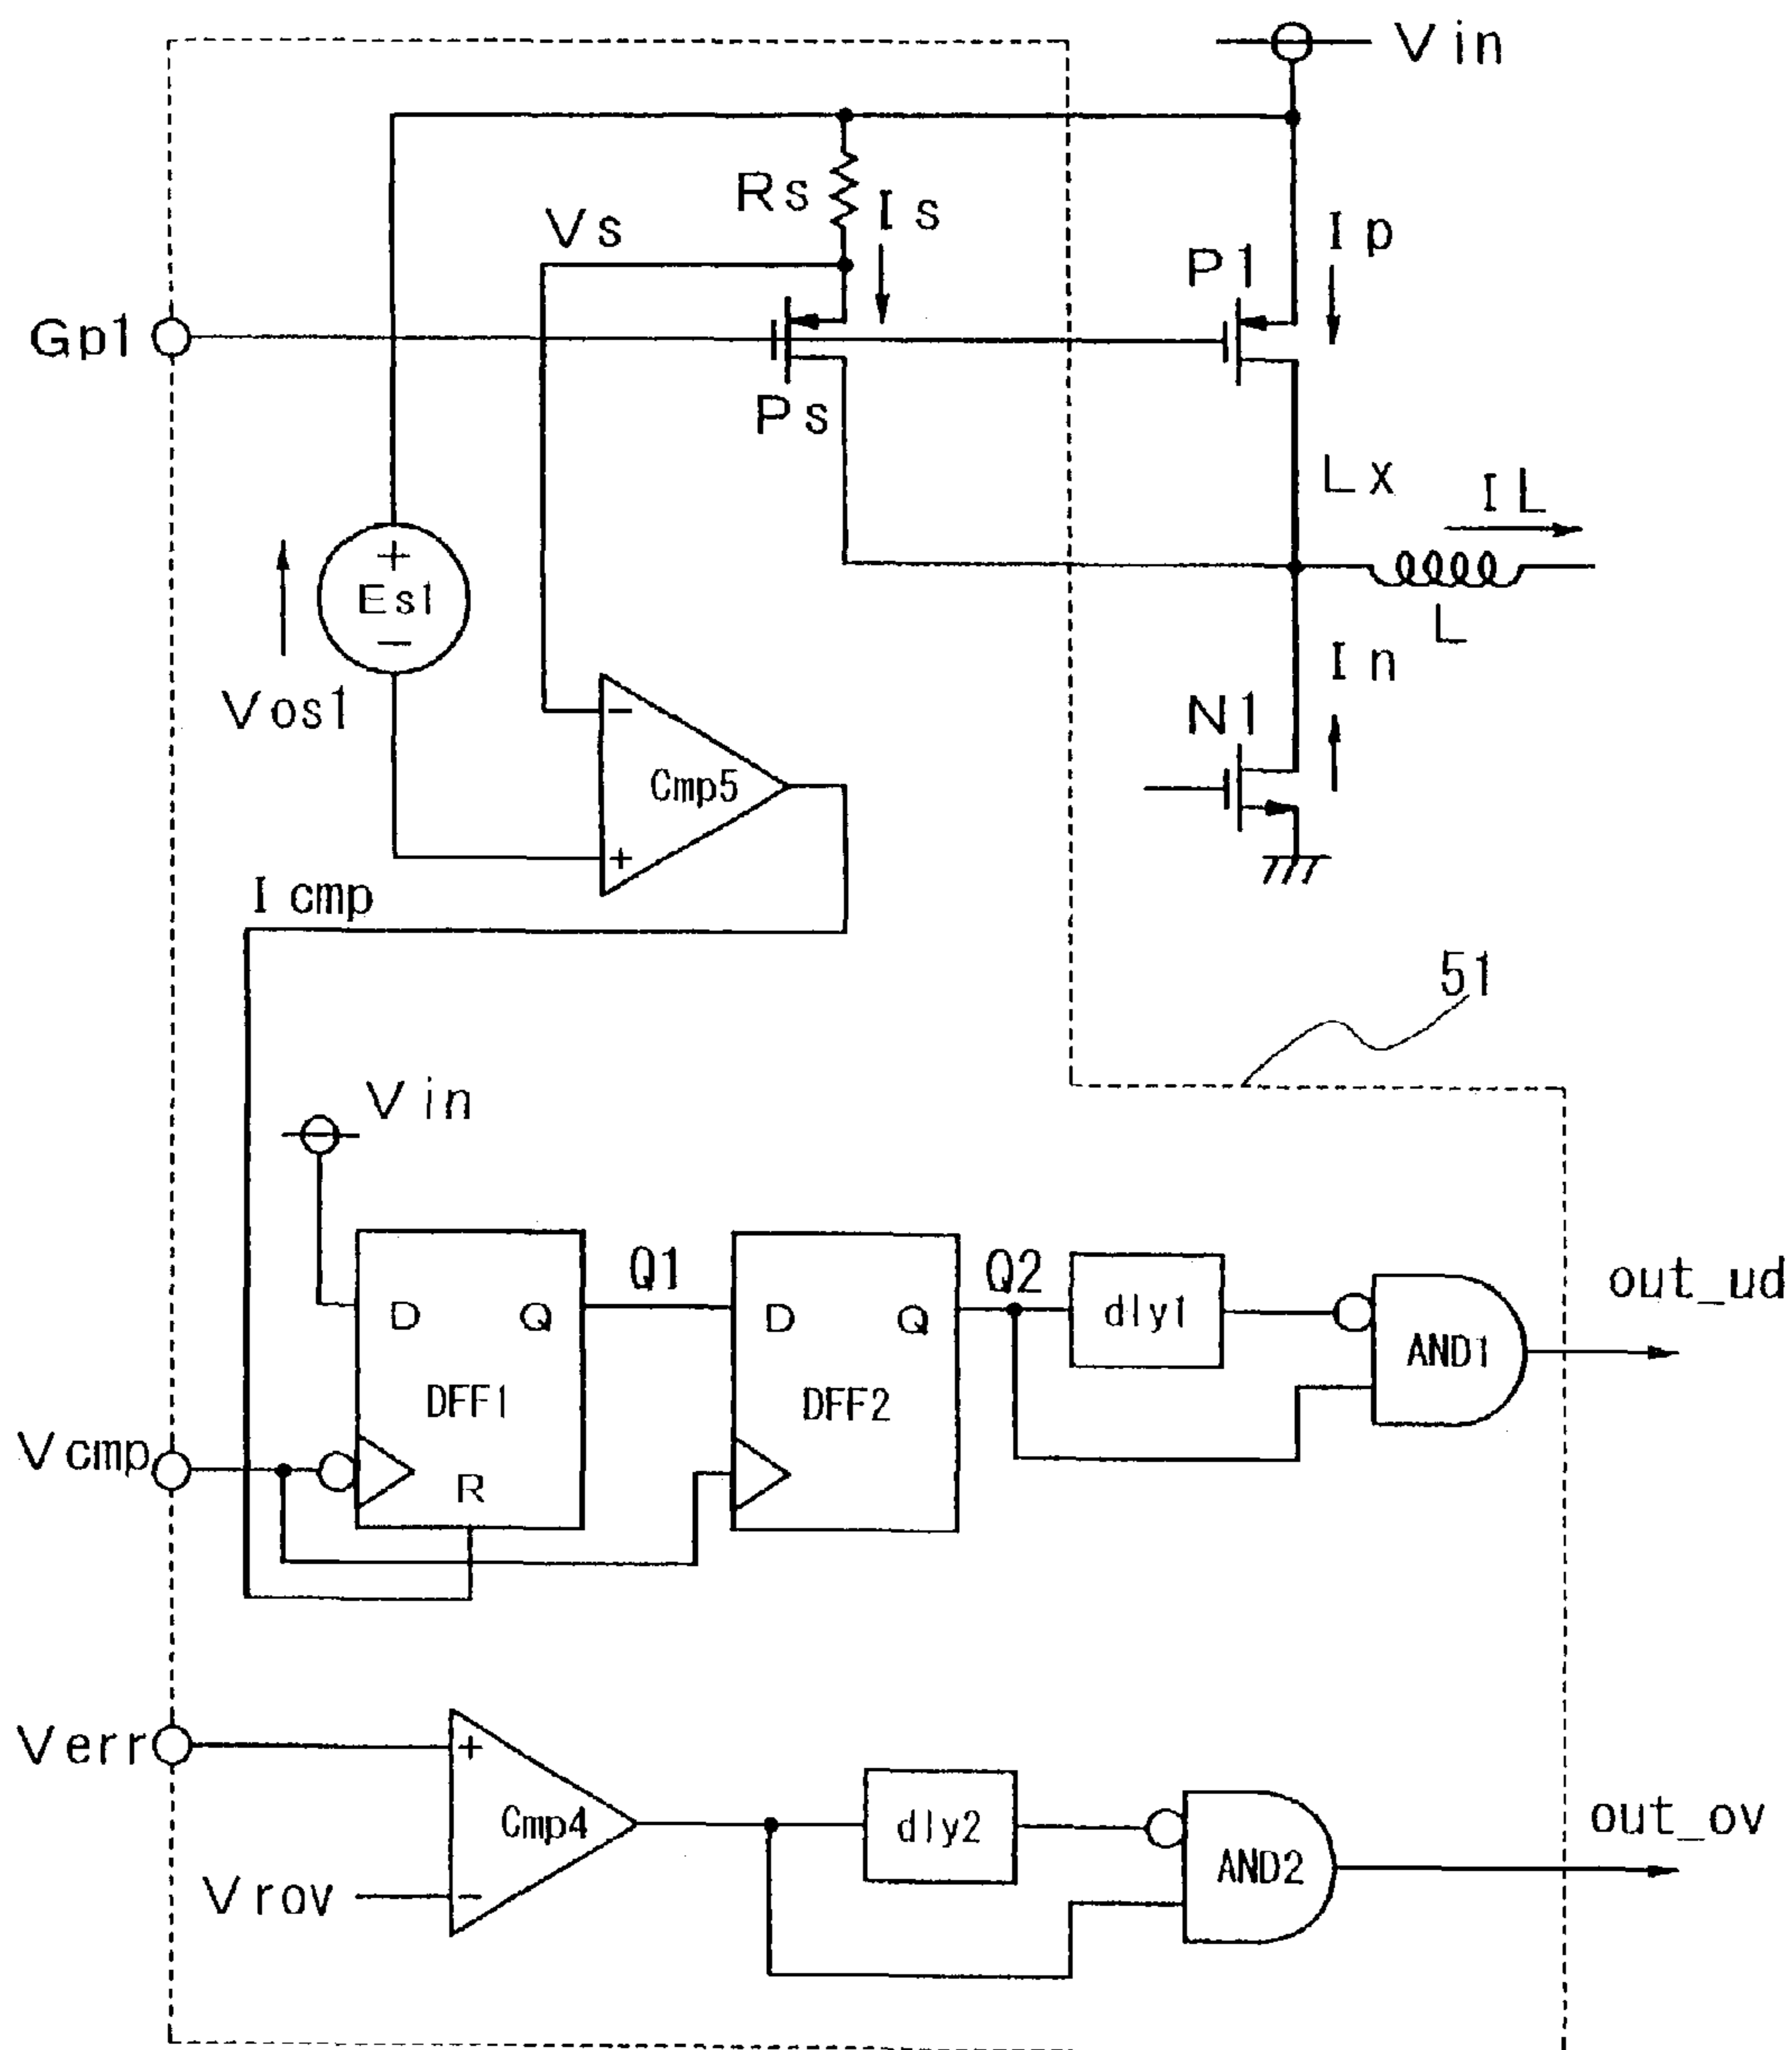 Vin
Rs
Is
Vs
Ip
P1
Gp1
Ps
Lx
IL
+
Es1
−
L
In
Vos1
N1
−
Cmp5
+
Icmp
51
Vin
Q1
Q2
out_ud
D
Q
D
Q
dly1
AND1
DFF1
DFF2
Vcmp
R
Verr
+
out_ov
Cmp4
dly2
AND2
Vrov
−